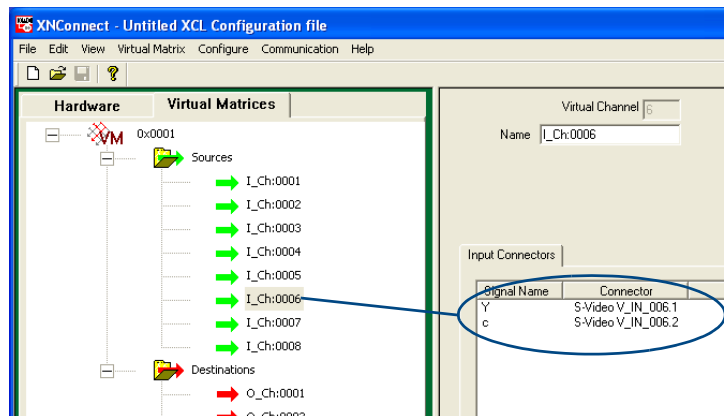 XNConnect - Untitled XCL Configuration file
File Edit View Virtual Matrix Configure Communication Help
Hardware Virtual Matrices
VM 0x0001
Sources
I_Ch:0001
I_Ch:0002
I_Ch:0003
I_Ch:0004
I_Ch:0005
I_Ch:0006
I_Ch:0007
I_Ch:0008
Destinations
O_Ch:0001
Virtual Channel 6
Name I_Ch:0006
Input Connectors
Signal Name Connector
Y S-Video V_IN_006.1
c S-Video V_IN_006.2